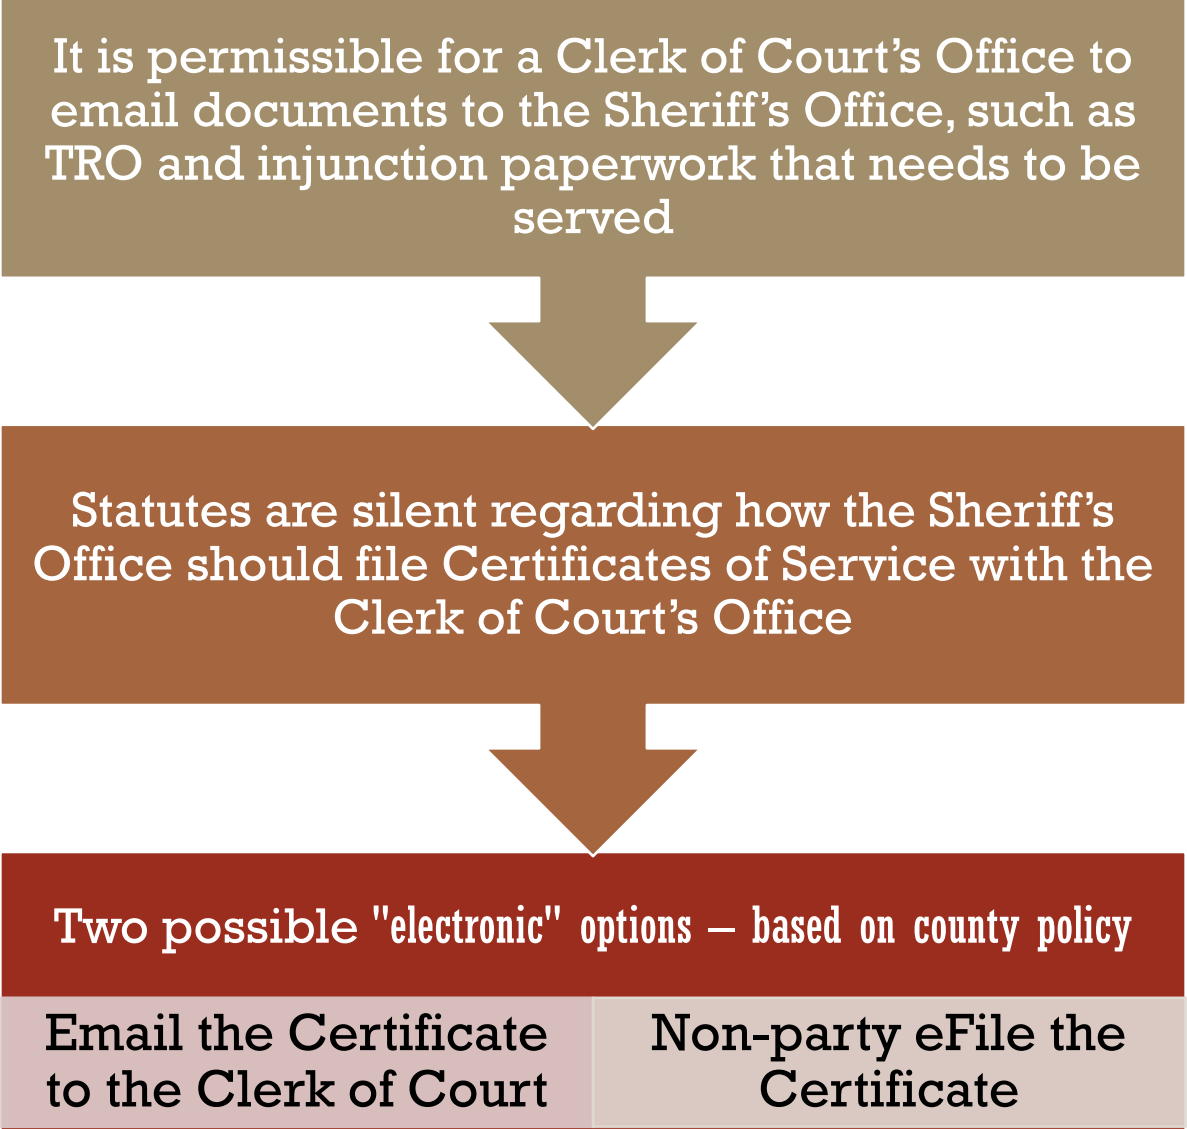 It is permissible for a Clerk of Court’s Office to
email documents to the Sheriff’s Office, such as
TRO and injunction paperwork that needs to be
served
Statutes are silent regarding how the Sheriff’s
Office should file Certificates of Service with the
Clerk of Court’s Office
Two possible "electronic" options – based on county policy
Email the Certificate
to the Clerk of Court
Non-party eFile the
Certificate